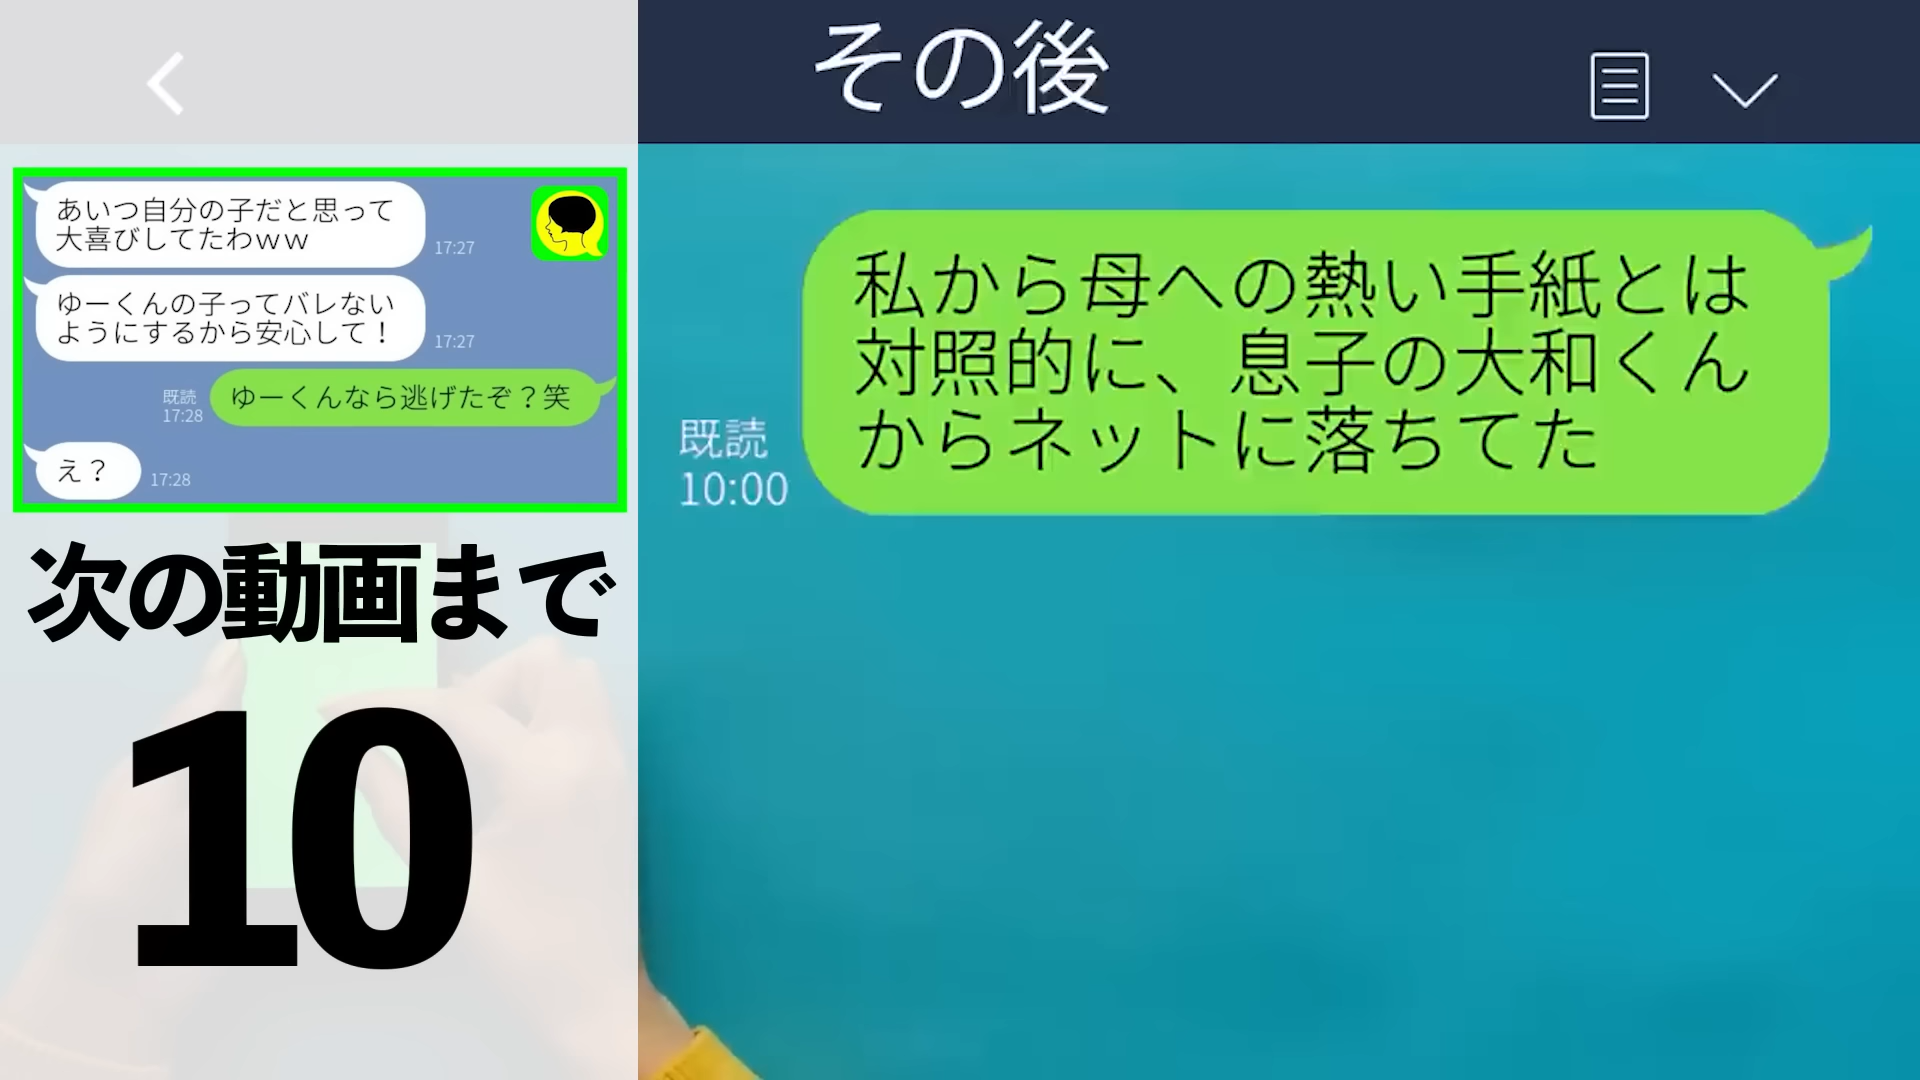 あいつ自分の子だと思って
大喜びしてたわｗｗ
17:27
ゆーくんの子ってバレない
ようにするから安心して！
17:27
既読
17:28
ゆーくんなら逃げたぞ？笑
え？
17:28
次の動画まで
10
その後
私から母への熱い手紙とは
対照的に、息子の大和くん
からネットに落ちてた
既読
10:00